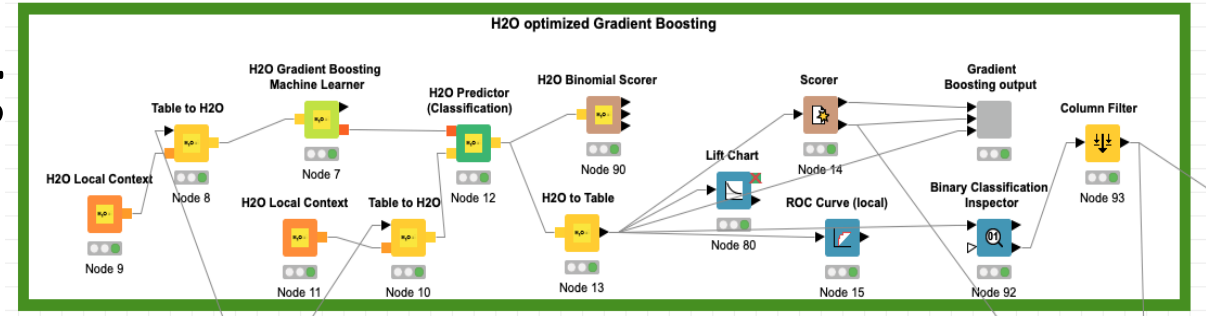 H2O optimized Gradient Boosting
H2O Gradient Boosting
Machine Learner
Node 7
Table to H2O
Node 8
H2O Local Context
Node 9
H2O Local Context
Node 11
Table to H2O
Node 10
H2O Predictor
(Classification)
Node 12
H2O Binomial Scorer
Node 90
H2O to Table
Node 13
Scorer
Node 14
Lift Chart
Node 80
ROC Curve (local)
Node 15
Gradient
Boosting output
Binary Classification
Inspector
01
Node 92
Column Filter
Node 93